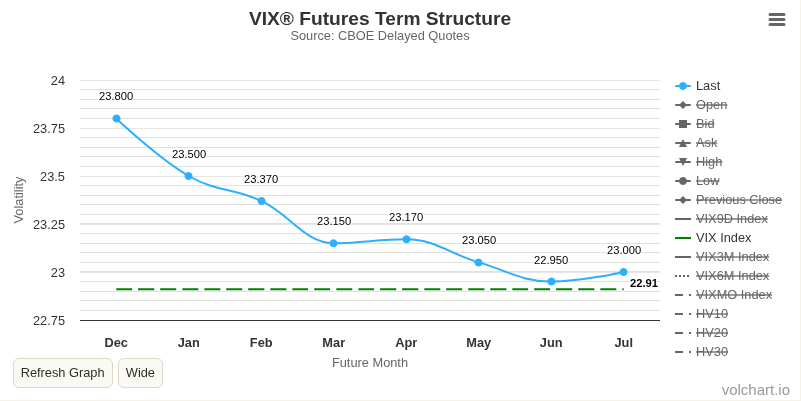 VIX® Futures Term Structure
Source: CBOE Delayed Quotes
Volatility
24
23.75
23.5
23.25
23
22.75
23.800
23.500
23.370
23.150
23.170
23.050
22.950
23.000
22.91
Dec Jan Feb Mar Apr May Jun Jul
Future Month
Last
Open
Bid
Ask
High
Low
Previous Close
VIX9D Index
VIX Index
VIX3M Index
VIX6M Index
VIXMO Index
HV10
HV20
HV30
Refresh Graph Wide
volchart.io